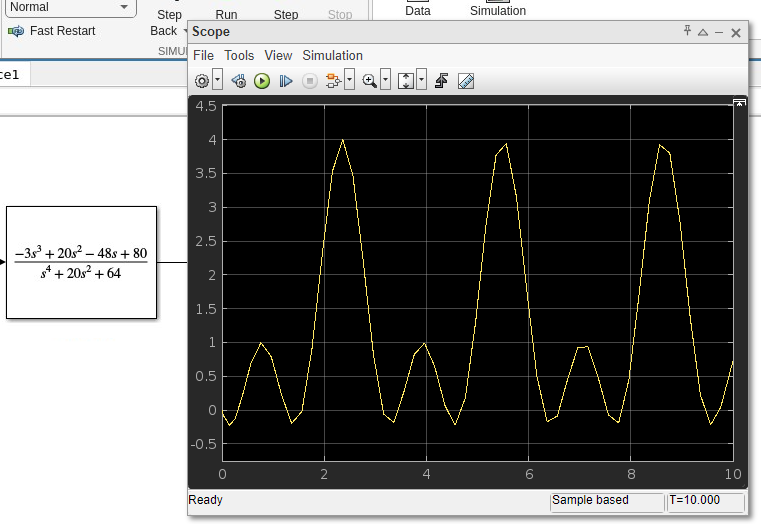 Normal
Fast Restart
Step
Back
Run
Step
Stop
SIMU
Data
Simulation
ce1
Scope
File Tools View Simulation
−3s³ + 20s² − 48s + 80
s⁴ + 20s² + 64
4.5
4
3.5
3
2.5
2
1.5
1
0.5
0
-0.5
0 2 4 6 8 10
Ready Sample based T=10.000